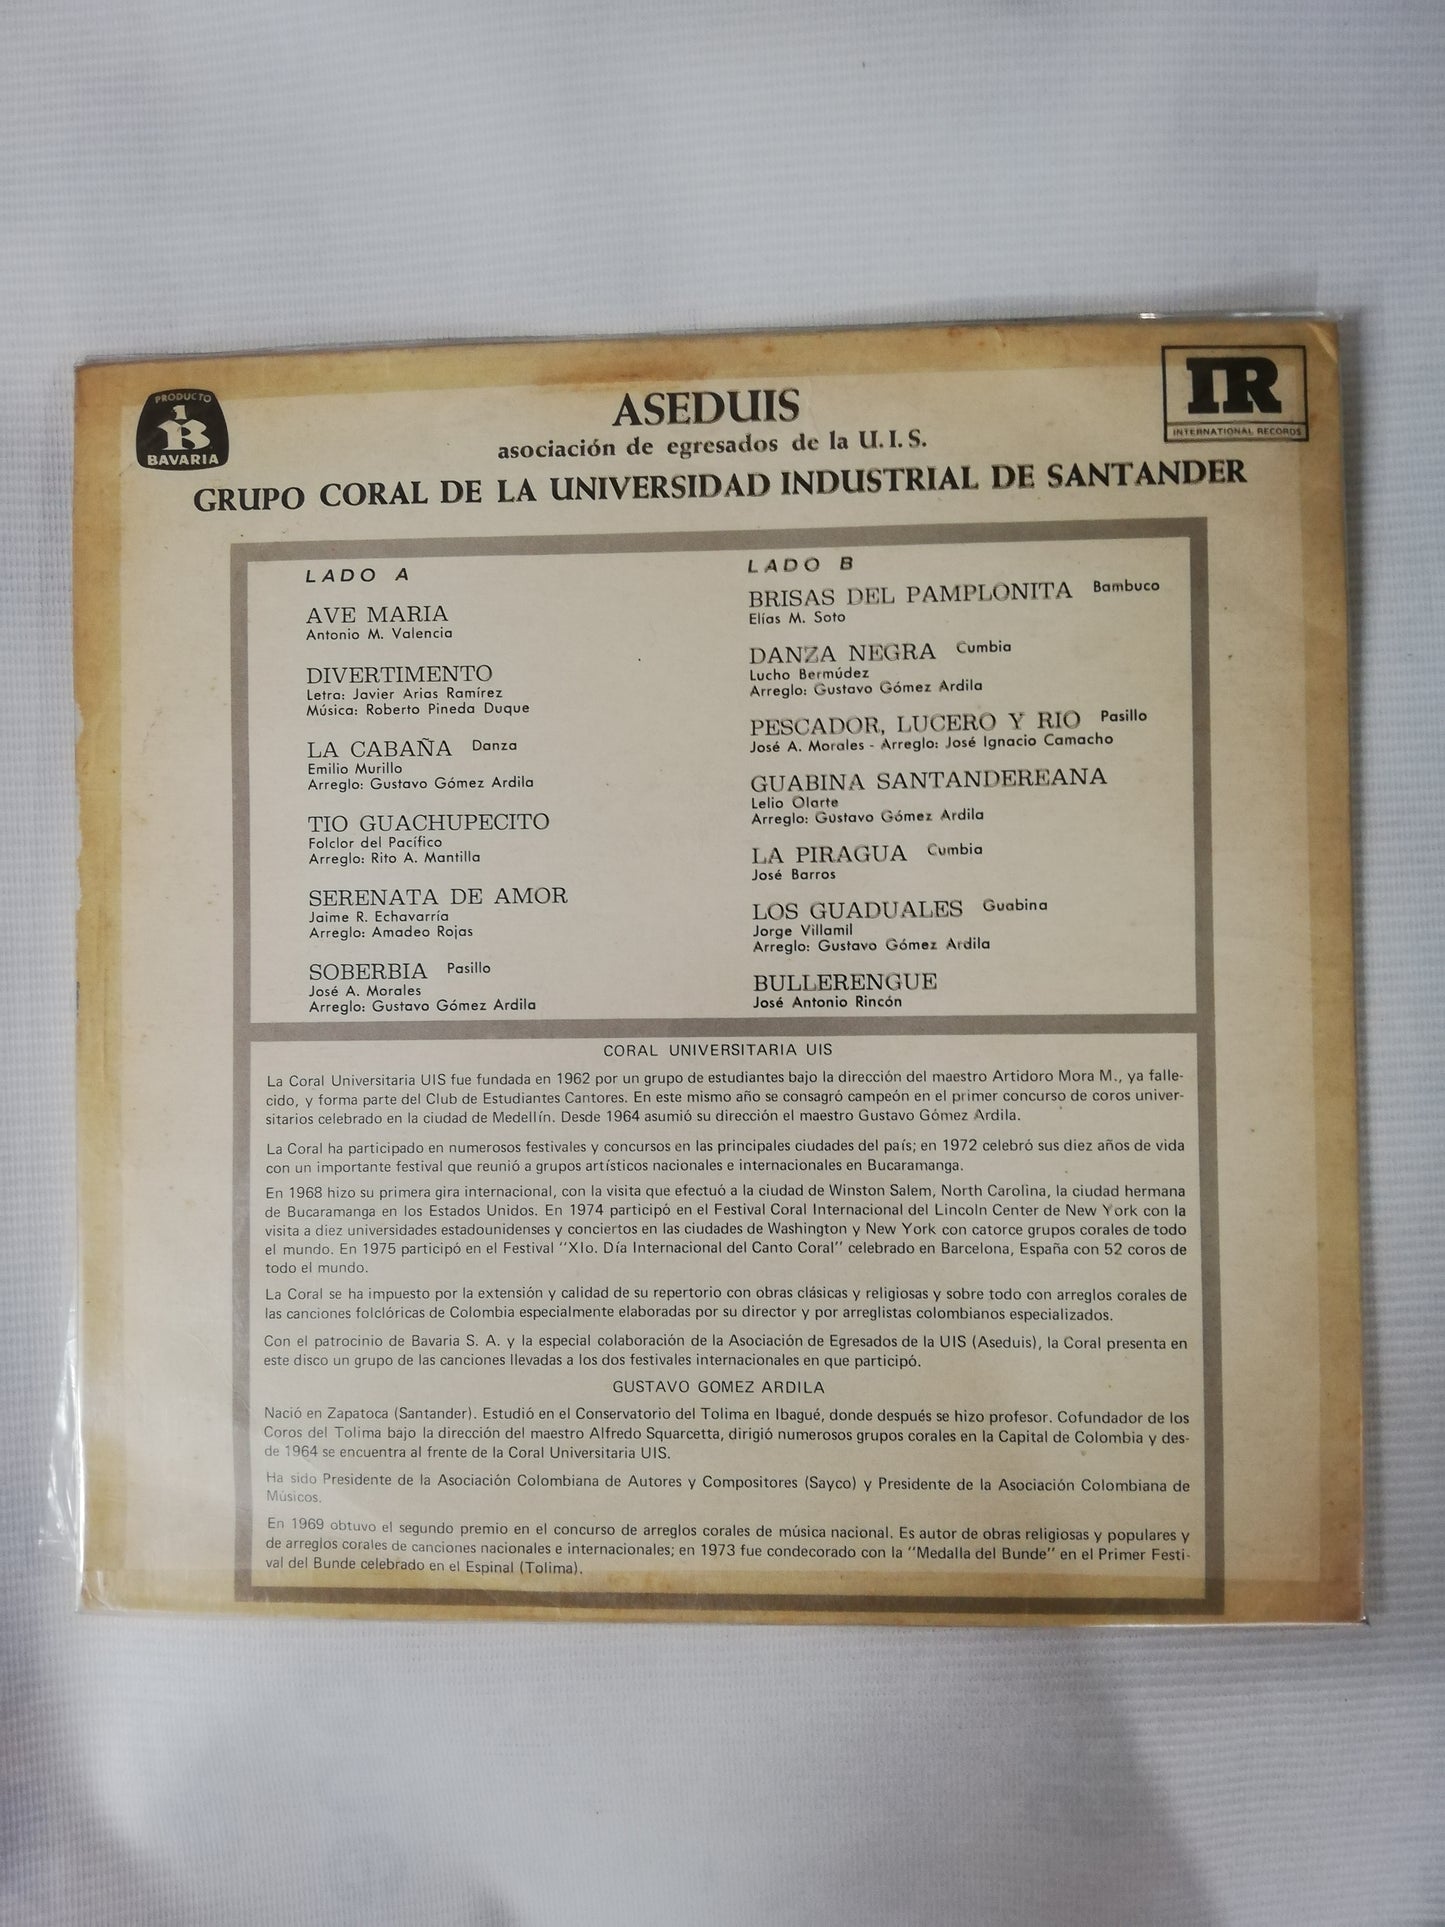 PRODUCTO
1
B
BAVARIA
IR
INTERNATIONAL RECORDS
ASEDUIS
asociación de egresados de la U.I.S.
GRUPO CORAL DE LA UNIVERSIDAD INDUSTRIAL DE SANTANDER
LADO A
AVE MARIA
Antonio M. Valencia
DIVERTIMENTO
Letra: Javier Arias Ramírez
Música: Roberto Pineda Duque
LA CABAÑA Danza
Emilio Murillo
Arreglo: Gustavo Gómez Ardila
TIO GUACHUPECITO
Folclor del Pacífico
Arreglo: Rito A. Mantilla
SERENATA DE AMOR
Jaime R. Echavarría
Arreglo: Amadeo Rojas
SOBERBIA Pasillo
José A. Morales
Arreglo: Gustavo Gómez Ardila
LADO B
BRISAS DEL PAMPLONITA Bambuco
Elías M. Soto
DANZA NEGRA Cumbia
Lucho Bermúdez
Arreglo: Gustavo Gómez Ardila
PESCADOR, LUCERO Y RIO Pasillo
José A. Morales - Arreglo: José Ignacio Camacho
GUABINA SANTANDEREANA
Lelio Olarte
Arreglo: Gustavo Gómez Ardila
LA PIRAGUA Cumbia
José Barros
LOS GUADUALES Guabina
Jorge Villamil
Arreglo: Gustavo Gómez Ardila
BULLERENGUE
José Antonio Rincón
CORAL UNIVERSITARIA UIS
La Coral Universitaria UIS fue fundada en 1962 por un grupo de estudiantes bajo la dirección del maestro Artidoro Mora M., ya falle-
cido, y forma parte del Club de Estudiantes Cantores. En este mismo año se consagró campeón en el primer concurso de coros univer-
sitarios celebrado en la ciudad de Medellín. Desde 1964 asumió su dirección el maestro Gustavo Gómez Ardila.
La Coral ha participado en numerosos festivales y concursos en las principales ciudades del país; en 1972 celebró sus diez años de vida
con un importante festival que reunió a grupos artísticos nacionales e internacionales en Bucaramanga.
En 1968 hizo su primera gira internacional, con la visita que efectuó a la ciudad de Winston Salem, North Carolina, la ciudad hermana
de Bucaramanga en los Estados Unidos. En 1974 participó en el Festival Coral Internacional del Lincoln Center de New York con la
visita a diez universidades estadounidenses y conciertos en las ciudades de Washington y New York con catorce grupos corales de todo
el mundo. En 1975 participó en el Festival "XIo. Día Internacional del Canto Coral" celebrado en Barcelona, España con 52 coros de
todo el mundo.
La Coral se ha impuesto por la extensión y calidad de su repertorio con obras clásicas y religiosas y sobre todo con arreglos corales de
las canciones folclóricas de Colombia especialmente elaboradas por su director y por arreglistas colombianos especializados.
Con el patrocinio de Bavaria S. A. y la especial colaboración de la Asociación de Egresados de la UIS (Aseduis), la Coral presenta en
este disco un grupo de las canciones llevadas a los dos festivales internacionales en que participó.
GUSTAVO GOMEZ ARDILA
Nació en Zapatoca (Santander). Estudió en el Conservatorio del Tolima en Ibagué, donde después se hizo profesor. Cofundador de los
Coros del Tolima bajo la dirección del maestro Alfredo Squarcetta, dirigió numerosos grupos corales en la Capital de Colombia y des-
de 1964 se encuentra al frente de la Coral Universitaria UIS.
Ha sido Presidente de la Asociación Colombiana de Autores y Compositores (Sayco) y Presidente de la Asociación Colombiana de
Músicos.
En 1969 obtuvo el segundo premio en el concurso de arreglos corales de música nacional. Es autor de obras religiosas y populares y
de arreglos corales de canciones nacionales e internacionales; en 1973 fue condecorado con la "Medalla del Bunde" en el Primer Festi-
val del Bunde celebrado en el Espinal (Tolima).